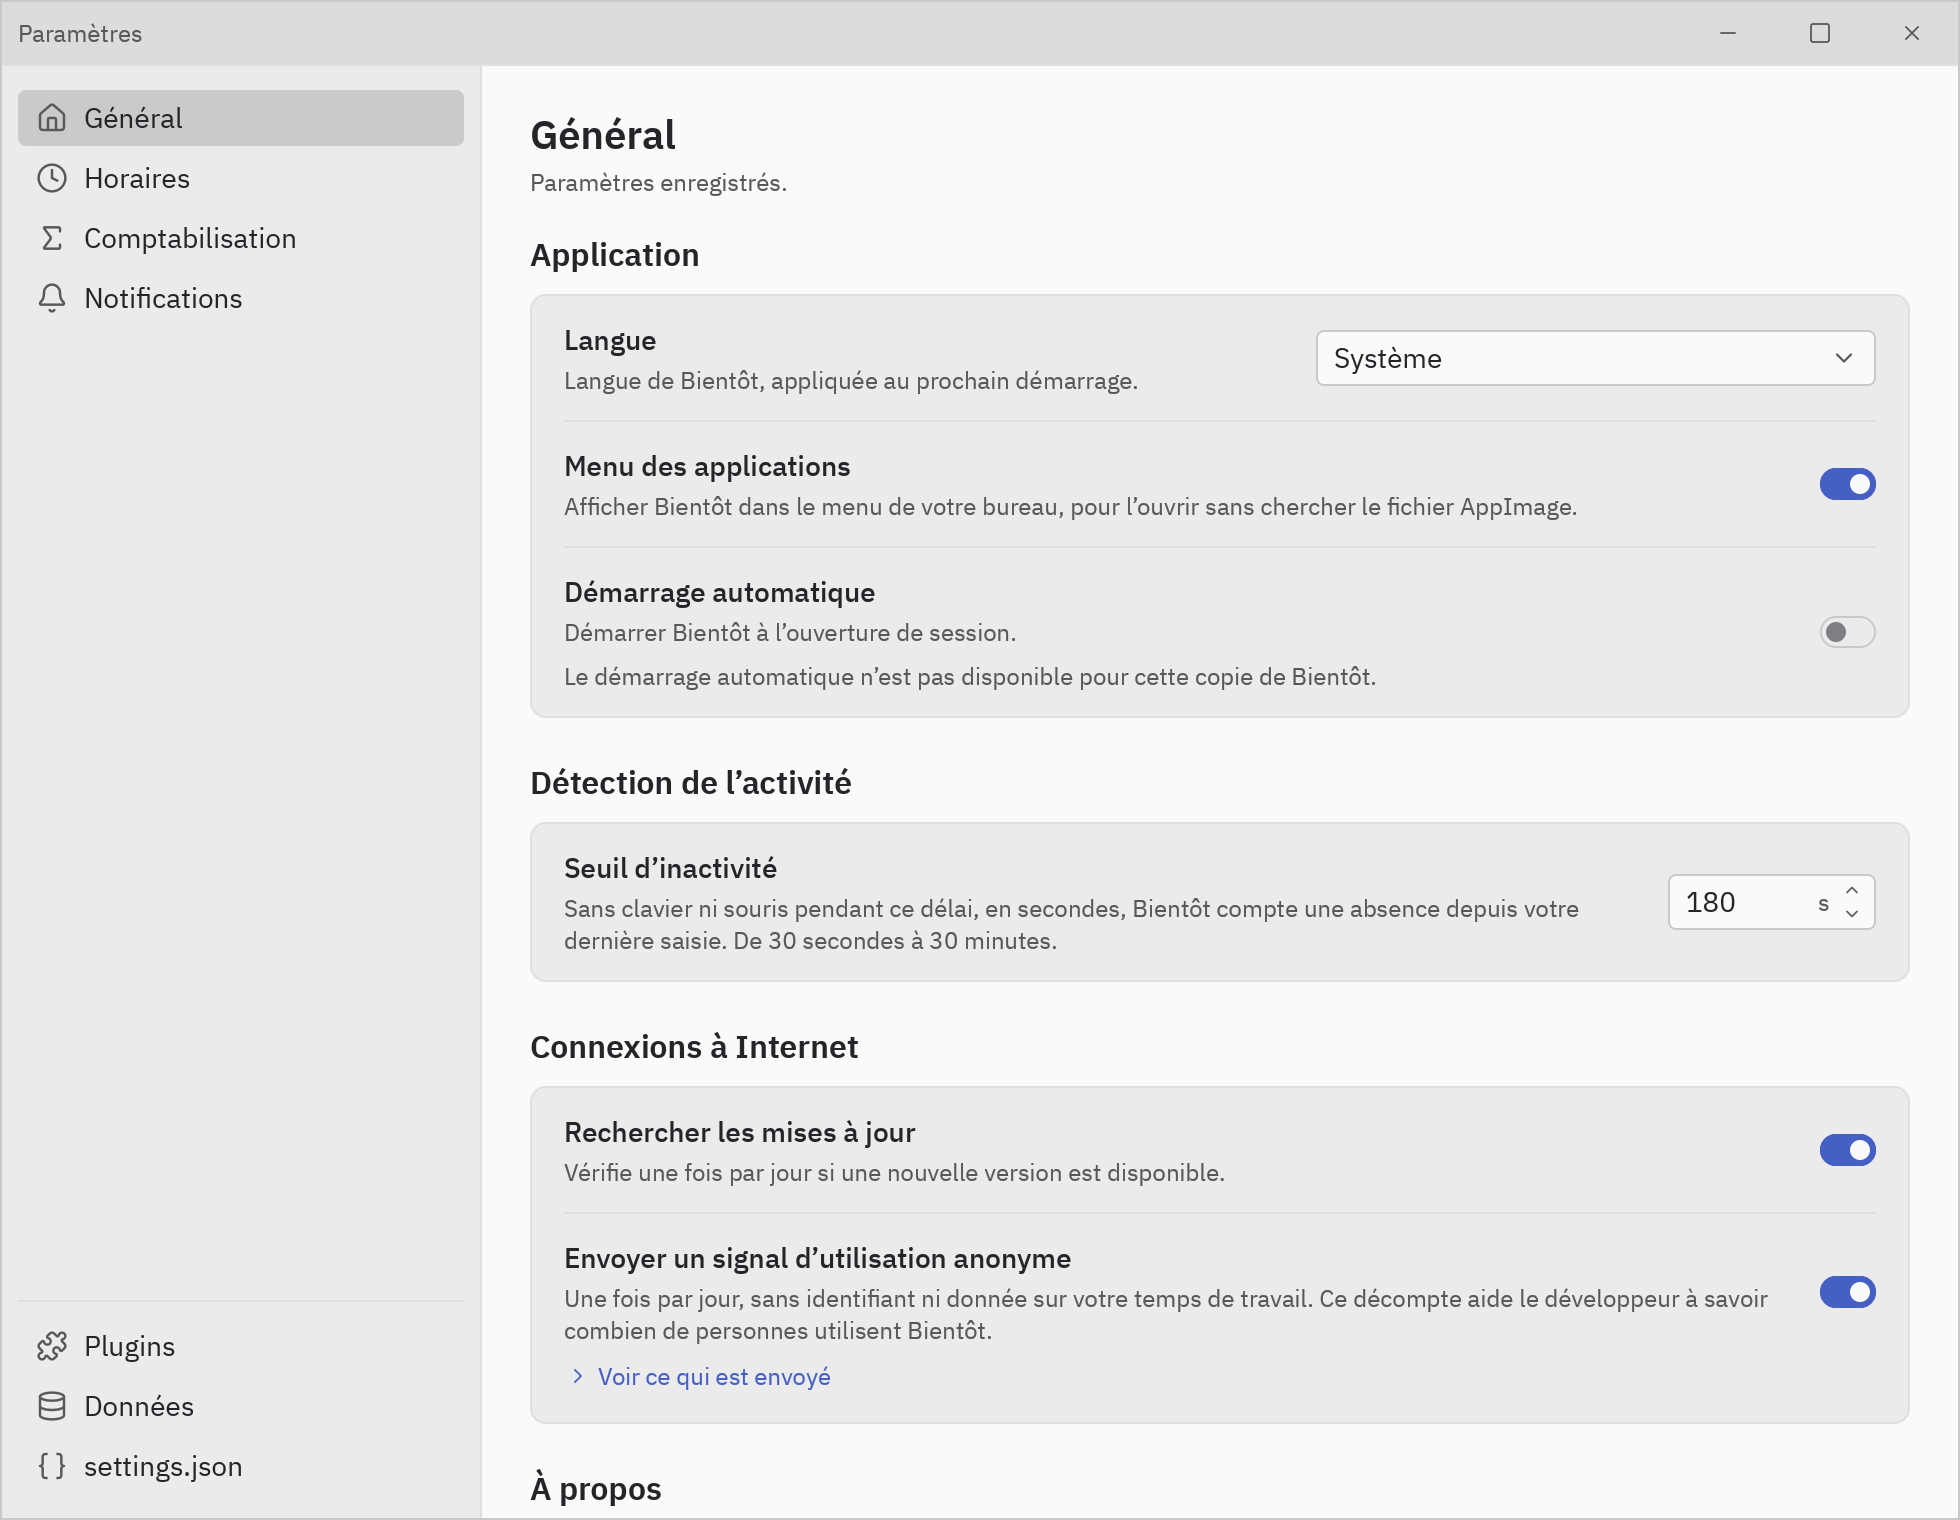 Paramètres
Général
Horaires
Comptabilisation
Notifications
Plugins
Données
settings.json
Général
Paramètres enregistrés.
Application
Langue
Langue de Bientôt, appliquée au prochain démarrage.
Système
Menu des applications
Afficher Bientôt dans le menu de votre bureau, pour l’ouvrir sans chercher le fichier AppImage.
Démarrage automatique
Démarrer Bientôt à l’ouverture de session.
Le démarrage automatique n’est pas disponible pour cette copie de Bientôt.
Détection de l’activité
Seuil d’inactivité
Sans clavier ni souris pendant ce délai, en secondes, Bientôt compte une absence depuis votre
dernière saisie. De 30 secondes à 30 minutes.
180 s
Connexions à Internet
Rechercher les mises à jour
Vérifie une fois par jour si une nouvelle version est disponible.
Envoyer un signal d’utilisation anonyme
Une fois par jour, sans identifiant ni donnée sur votre temps de travail. Ce décompte aide le développeur à savoir
combien de personnes utilisent Bientôt.
Voir ce qui est envoyé
À propos